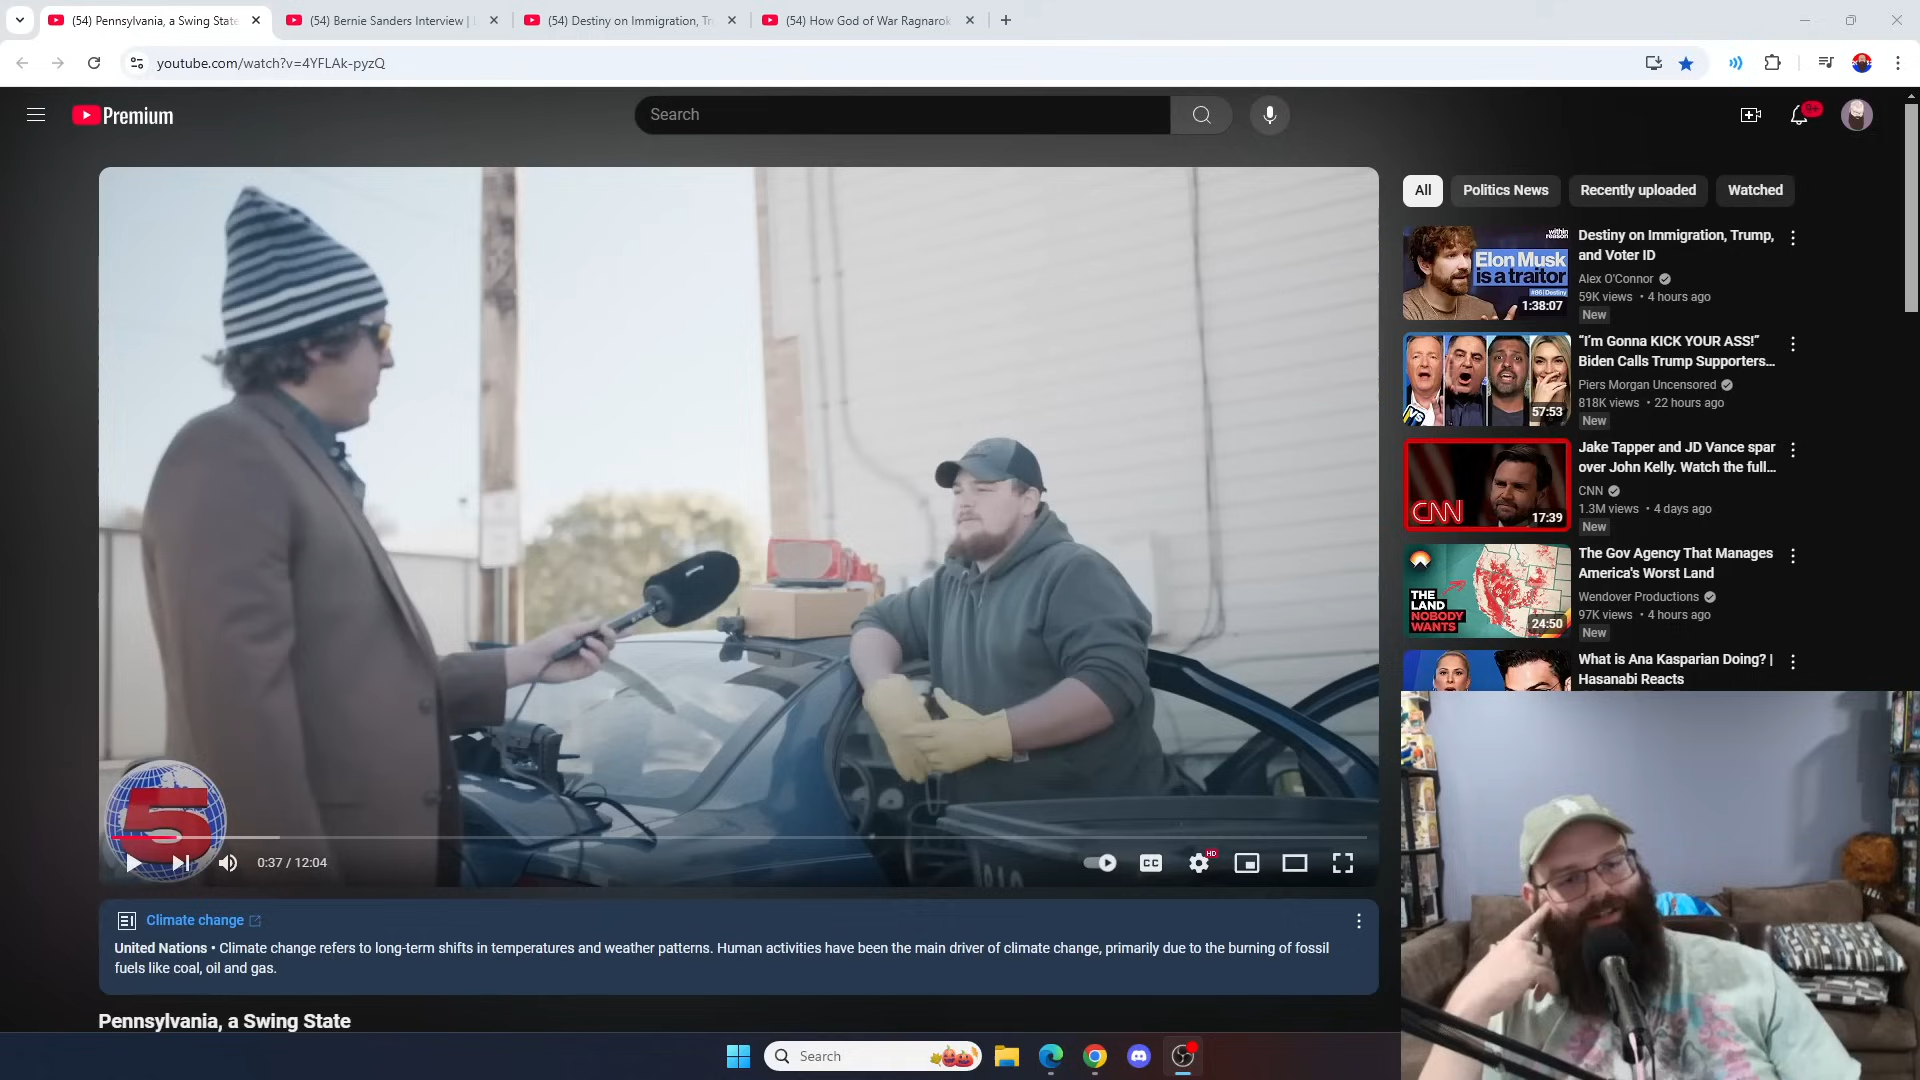 (54) Pennsylvania, a Swing State
(54) Bernie Sanders Interview |
(54) Destiny on Immigration, Tr
(54) How God of War Ragnarok
youtube.com/watch?v=4YFLAk-pyzQ
Premium
Search
9+
All
Politics News
Recently uploaded
Watched
within reason
Elon Musk
is a traitor
#86 | Destiny
1:38:07
Destiny on Immigration, Trump,
and Voter ID
Alex O'Connor
59K views • 4 hours ago
New
57:53
“I’m Gonna KICK YOUR ASS!”
Biden Calls Trump Supporters...
Piers Morgan Uncensored
818K views • 22 hours ago
New
CNN
17:39
Jake Tapper and JD Vance spar
over John Kelly. Watch the full...
CNN
1.3M views • 4 days ago
New
THE
LAND
NOBODY
WANTS
24:50
The Gov Agency That Manages
America's Worst Land
Wendover Productions
97K views • 4 hours ago
New
What is Ana Kasparian Doing? |
Hasanabi Reacts
5
0:37 / 12:04
CC
HD
Climate change
United Nations • Climate change refers to long-term shifts in temperatures and weather patterns. Human activities have been the main driver of climate change, primarily due to the burning of fossil
fuels like coal, oil and gas.
Pennsylvania, a Swing State
Search